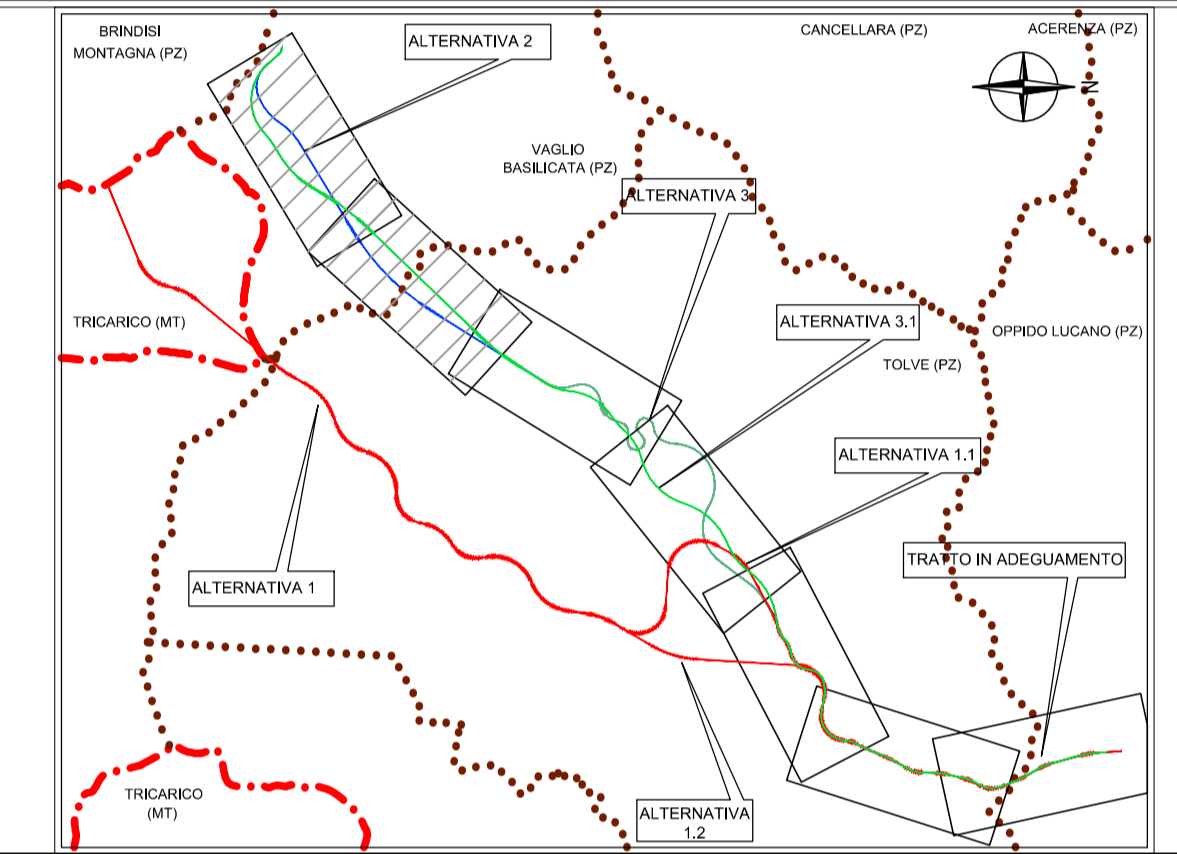 BRINDISI
MONTAGNA (PZ)
ALTERNATIVA 2
CANCELLARA (PZ)
ACERENZA (PZ)
N
VAGLIO
BASILICATA (PZ)
ALTERNATIVA 3
TRICARICO (MT)
ALTERNATIVA 3.1
OPPIDO LUCANO (PZ)
TOLVE (PZ)
ALTERNATIVA 1.1
TRATTO IN ADEGUAMENTO
ALTERNATIVA 1
TRICARICO
(MT)
ALTERNATIVA
1.2